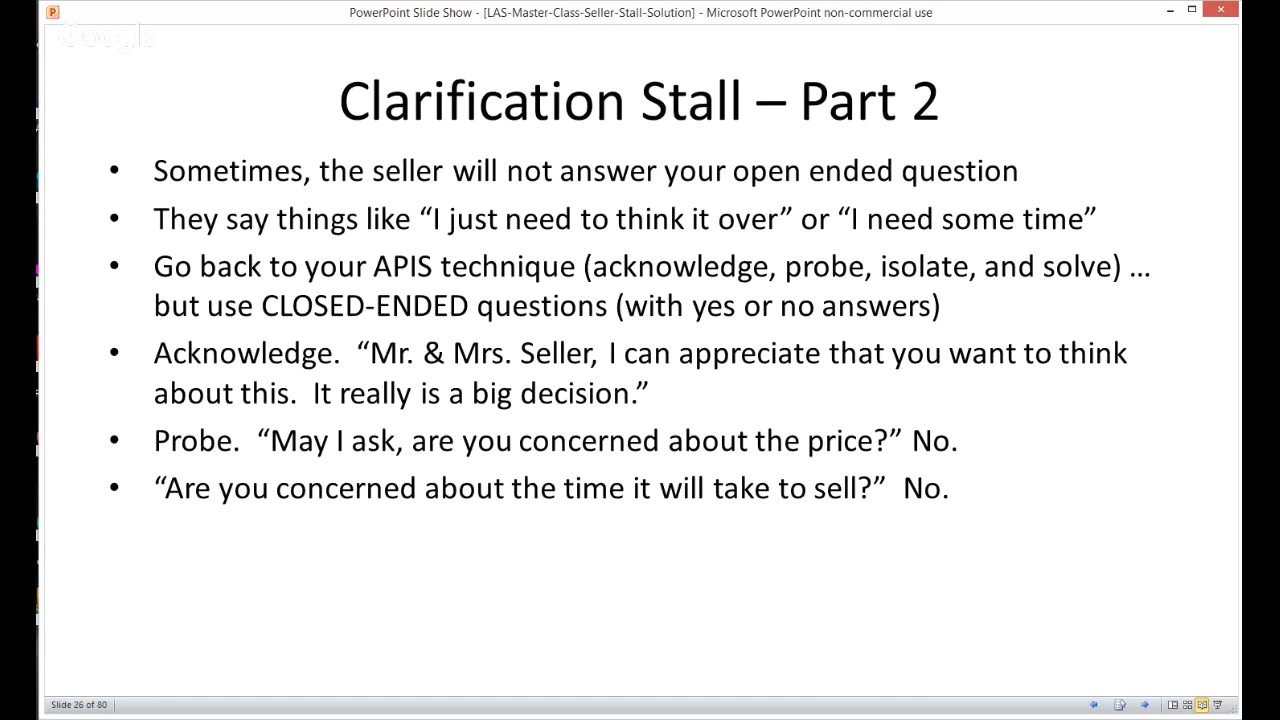 PowerPoint Slide Show - [LAS-Master-Class-Seller-Stall-Solution] - Microsoft PowerPoint non-commercial use
Google
Clarification Stall – Part 2
• Sometimes, the seller will not answer your open ended question
• They say things like “I just need to think it over” or “I need some time”
• Go back to your APIS technique (acknowledge, probe, isolate, and solve) …
but use CLOSED-ENDED questions (with yes or no answers)
• Acknowledge.  “Mr. & Mrs. Seller, I can appreciate that you want to think
about this.  It really is a big decision.”
• Probe.  “May I ask, are you concerned about the price?” No.
• “Are you concerned about the time it will take to sell?”  No.
Slide 26 of 80